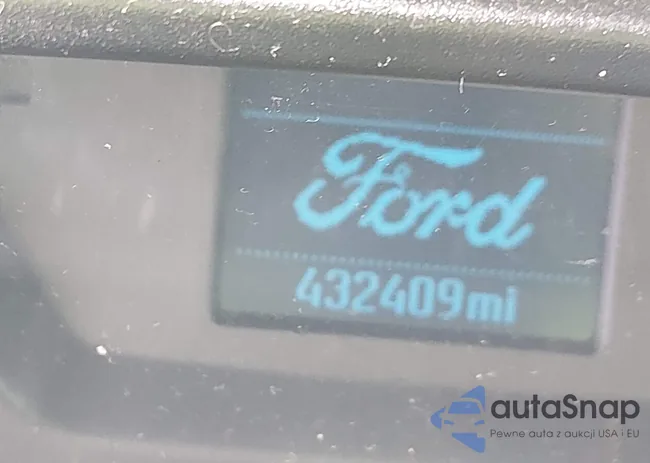 Ford
432409mi
autaSnap
Pewne auta z aukcji USA i EU